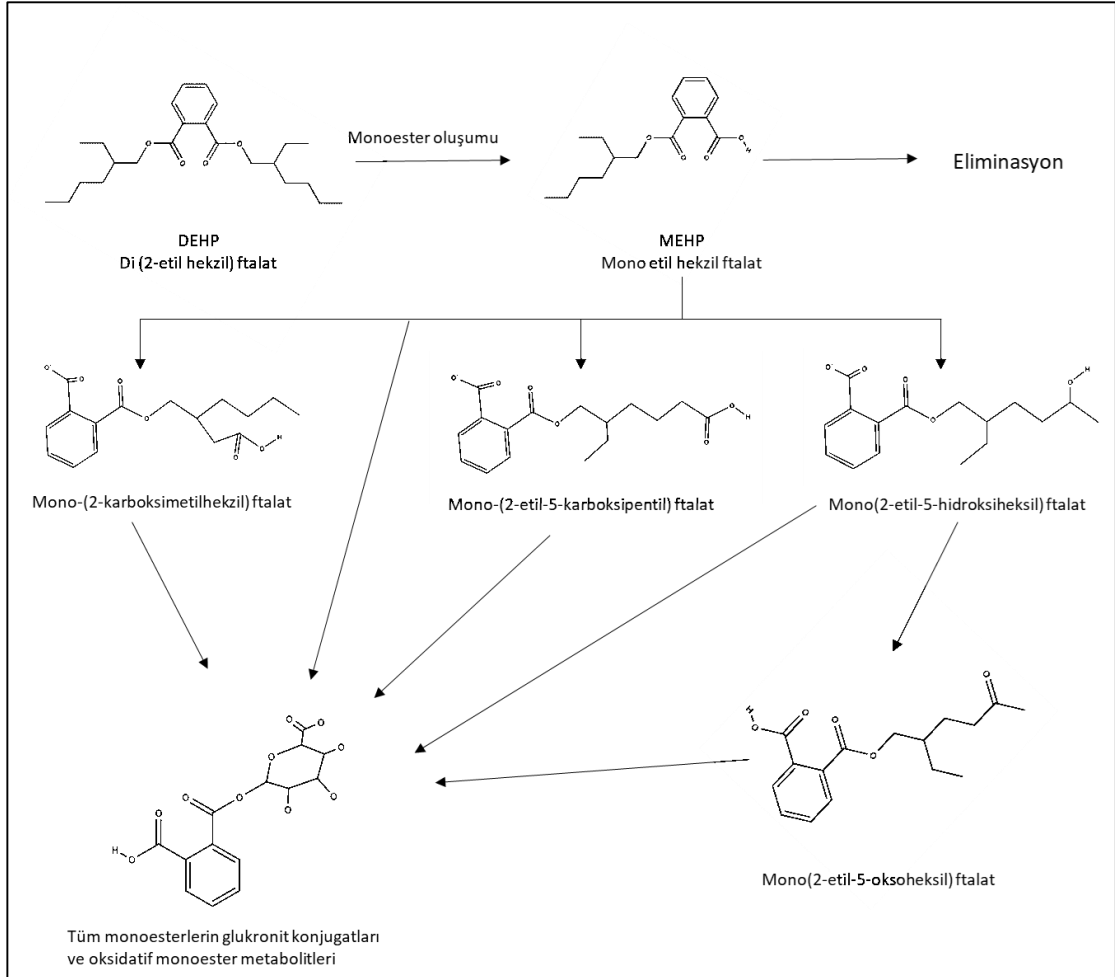 Monoester oluşumu
Eliminasyon
DEHP
Di (2-etil hekzil) ftalat
MEHP
Mono etil hekzil ftalat
Mono-(2-karboksimetilhekzil) ftalat
Mono-(2-etil-5-karboksipentil) ftalat
Mono(2-etil-5-hidroksiheksil) ftalat
Mono(2-etil-5-oksoheksil) ftalat
Tüm monoesterlerin glukronit konjugatları
ve oksidatif monoester metabolitleri